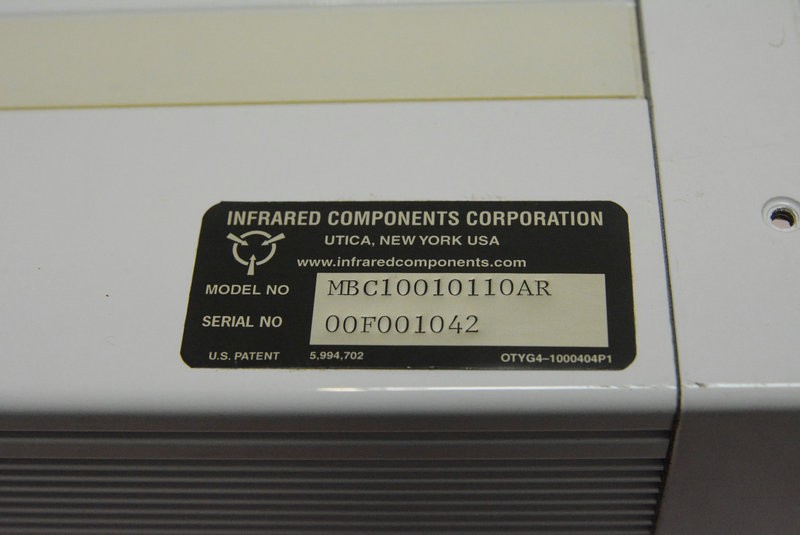 INFRARED COMPONENTS CORPORATION
UTICA, NEW YORK USA
www.infraredcomponents.com
MODEL NO MBC10010110AR
SERIAL NO 00F001042
U.S. PATENT 5,994,702 OTYG4-1000404P1